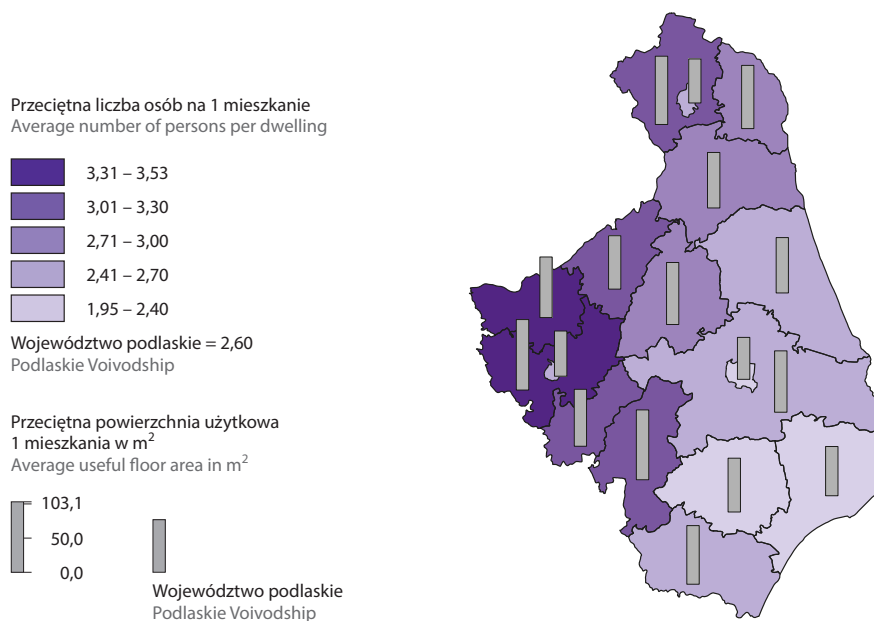 Przeciętna liczba osób na 1 mieszkanie
Average number of persons per dwelling
3,31 – 3,53
3,01 – 3,30
2,71 – 3,00
2,41 – 2,70
1,95 – 2,40
Województwo podlaskie = 2,60
Podlaskie Voivodship
Przeciętna powierzchnia użytkowa
1 mieszkania w m²
Average useful floor area in m²
103,1
50,0
0,0
Województwo podlaskie
Podlaskie Voivodship